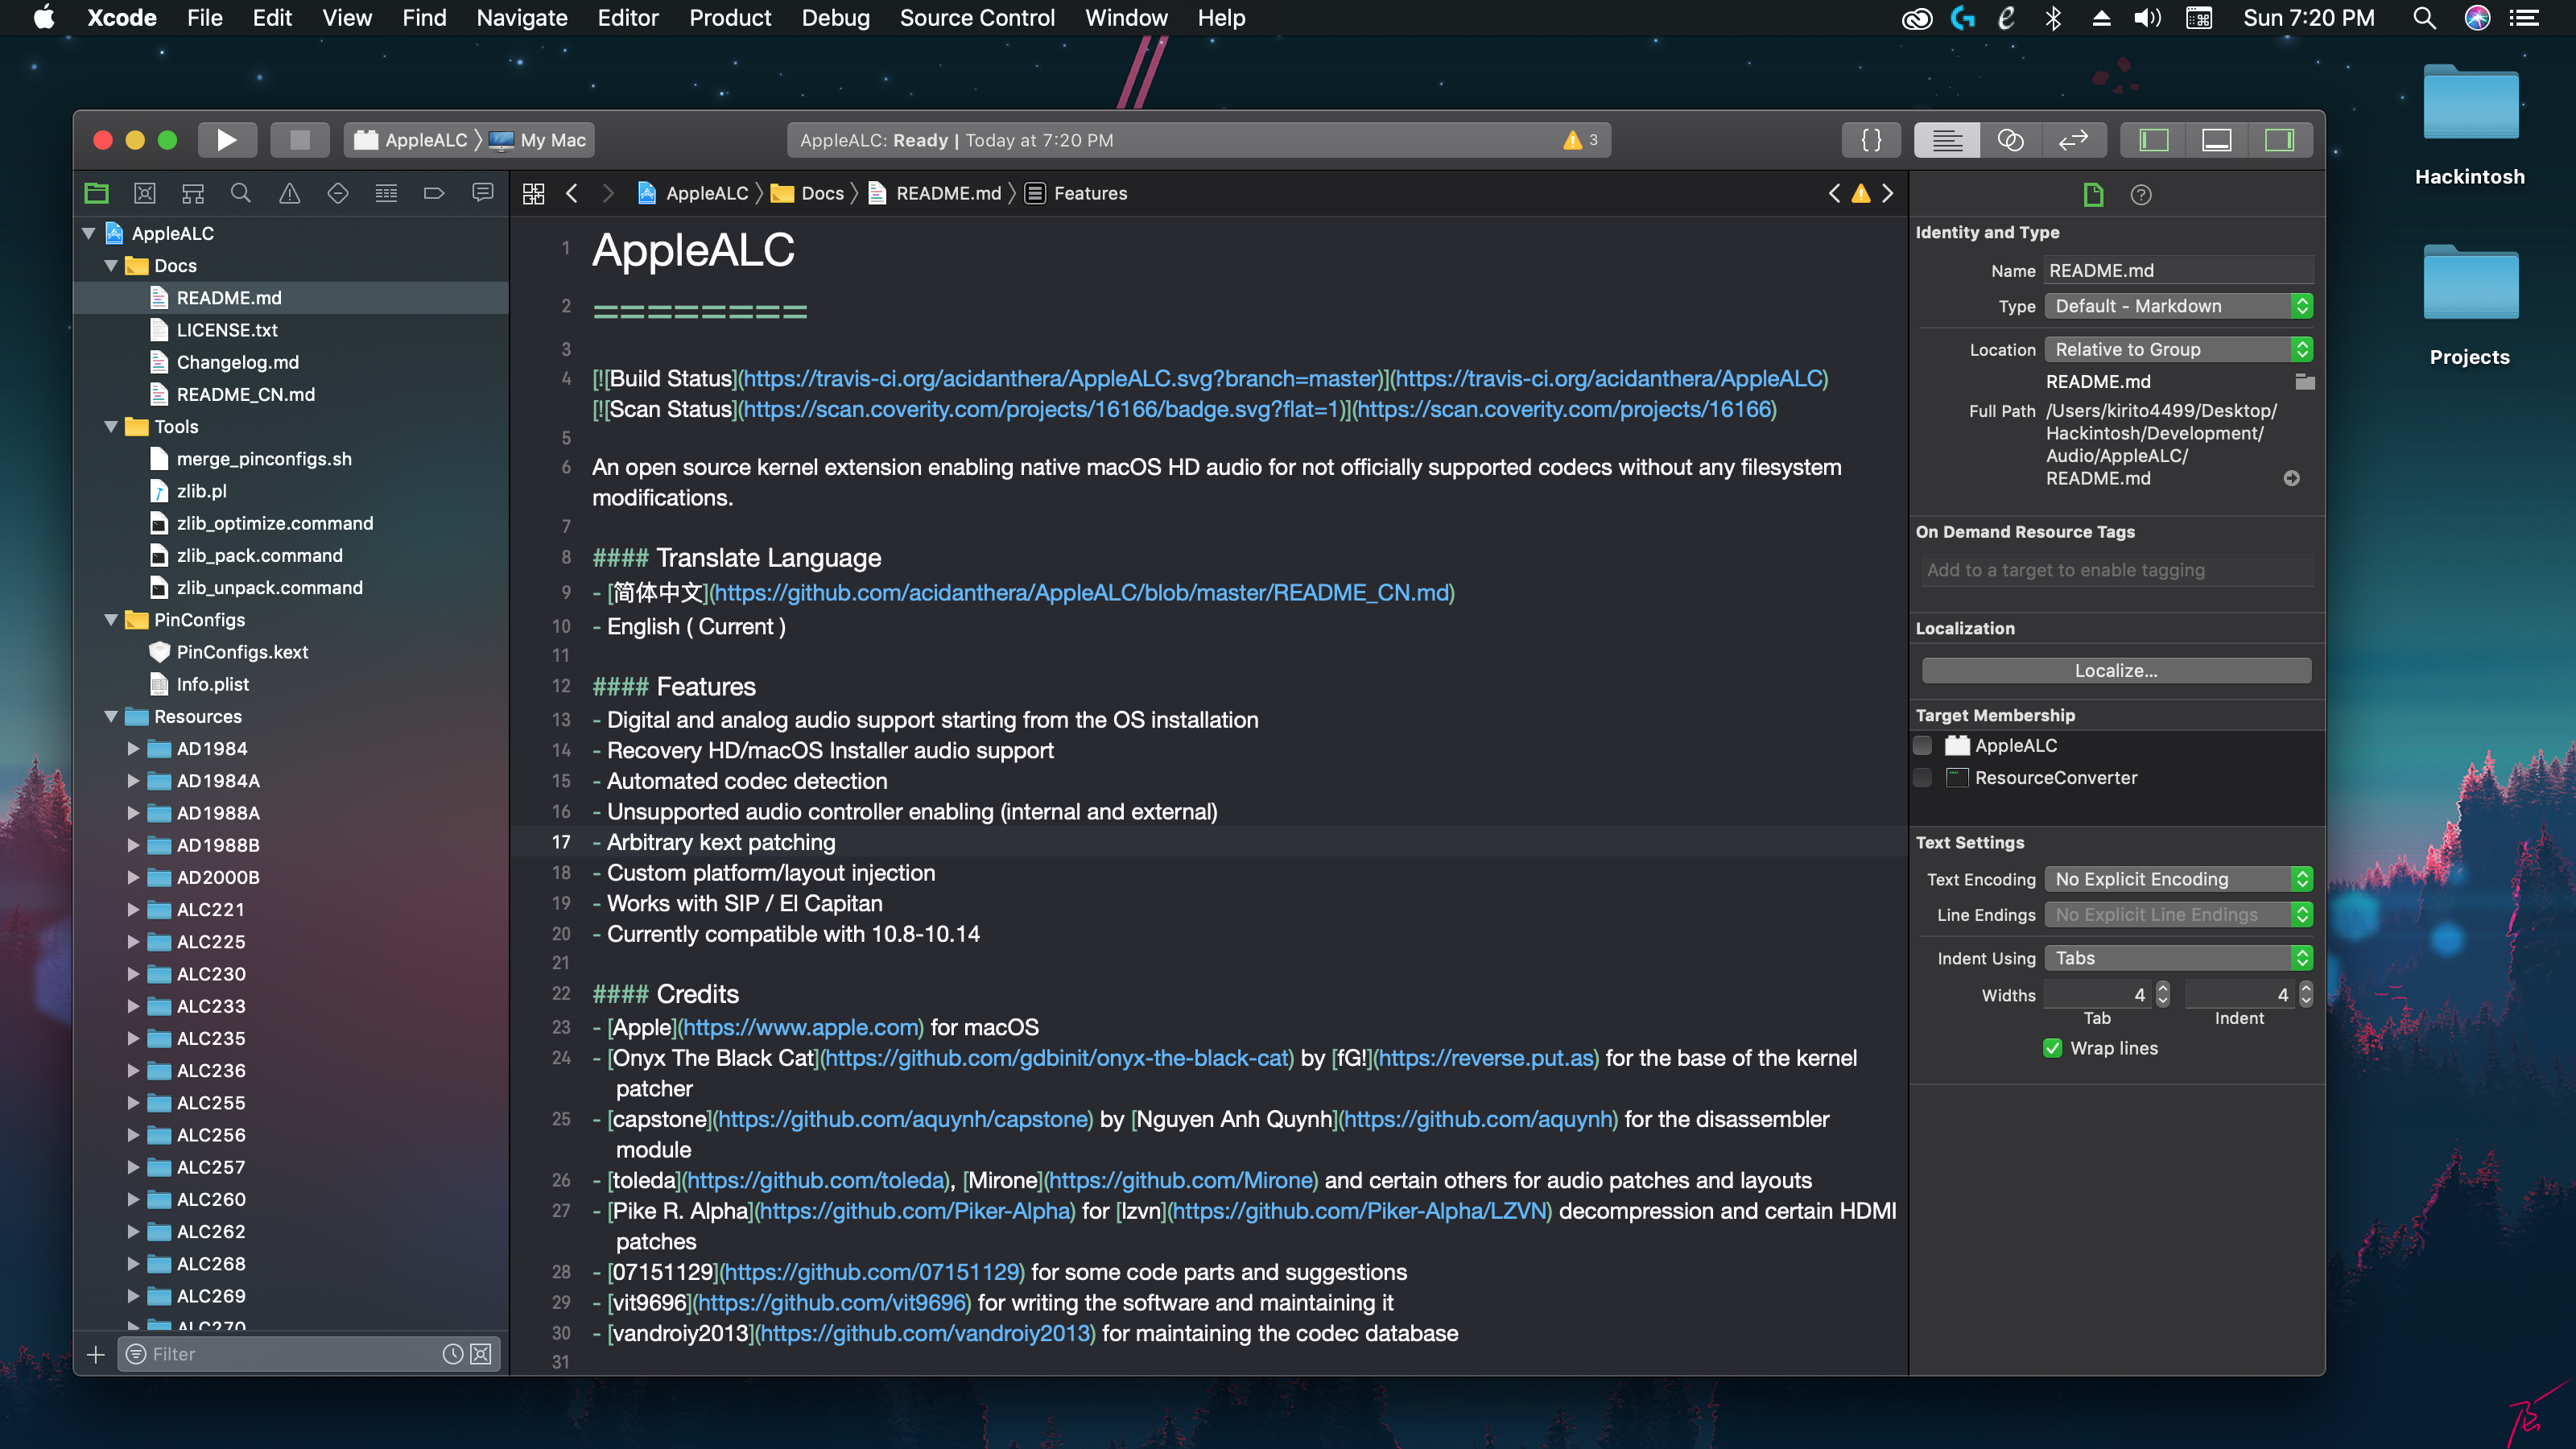 Xcode File Edit View Find Navigate Editor Product Debug Source Control Window Help
Sun 7:20 PM
Hackintosh
Projects
AppleALC My Mac
AppleALC: Ready | Today at 7:20 PM
3
{ }
AppleALC
Docs
README.md
LICENSE.txt
Changelog.md
README_CN.md
Tools
merge_pinconfigs.sh
zlib.pl
zlib_optimize.command
zlib_pack.command
zlib_unpack.command
PinConfigs
PinConfigs.kext
Info.plist
Resources
AD1984
AD1984A
AD1988A
AD1988B
AD2000B
ALC221
ALC225
ALC230
ALC233
ALC235
ALC236
ALC255
ALC256
ALC257
ALC260
ALC262
ALC268
ALC269
ALC270
Filter
AppleALC Docs README.md Features
1 AppleALC
2 ========
3
4 [![Build Status](https://travis-ci.org/acidanthera/AppleALC.svg?branch=master)](https://travis-ci.org/acidanthera/AppleALC)
[![Scan Status](https://scan.coverity.com/projects/16166/badge.svg?flat=1)](https://scan.coverity.com/projects/16166)
5
6 An open source kernel extension enabling native macOS HD audio for not officially supported codecs without any filesystem
modifications.
7
8 #### Translate Language
9 - [简体中文](https://github.com/acidanthera/AppleALC/blob/master/README_CN.md)
10 - English ( Current )
11
12 #### Features
13 - Digital and analog audio support starting from the OS installation
14 - Recovery HD/macOS Installer audio support
15 - Automated codec detection
16 - Unsupported audio controller enabling (internal and external)
17 - Arbitrary kext patching
18 - Custom platform/layout injection
19 - Works with SIP / El Capitan
20 - Currently compatible with 10.8-10.14
21
22 #### Credits
23 - [Apple](https://www.apple.com) for macOS
24 - [Onyx The Black Cat](https://github.com/gdbinit/onyx-the-black-cat) by [fG!](https://reverse.put.as) for the base of the kernel
patcher
25 - [capstone](https://github.com/aquynh/capstone) by [Nguyen Anh Quynh](https://github.com/aquynh) for the disassembler
module
26 - [toleda](https://github.com/toleda), [Mirone](https://github.com/Mirone) and certain others for audio patches and layouts
27 - [Pike R. Alpha](https://github.com/Piker-Alpha) for [lzvn](https://github.com/Piker-Alpha/LZVN) decompression and certain HDMI
patches
28 - [07151129](https://github.com/07151129) for some code parts and suggestions
29 - [vit9696](https://github.com/vit9696) for writing the software and maintaining it
30 - [vandroiy2013](https://github.com/vandroiy2013) for maintaining the codec database
31
Identity and Type
Name README.md
Type Default - Markdown
Location Relative to Group
README.md
Full Path /Users/kirito4499/Desktop/
Hackintosh/Development/
Audio/AppleALC/
README.md
On Demand Resource Tags
Add to a target to enable tagging
Localization
Localize...
Target Membership
AppleALC
ResourceConverter
Text Settings
Text Encoding No Explicit Encoding
Line Endings No Explicit Line Endings
Indent Using Tabs
Widths 4 4
Tab Indent
Wrap lines